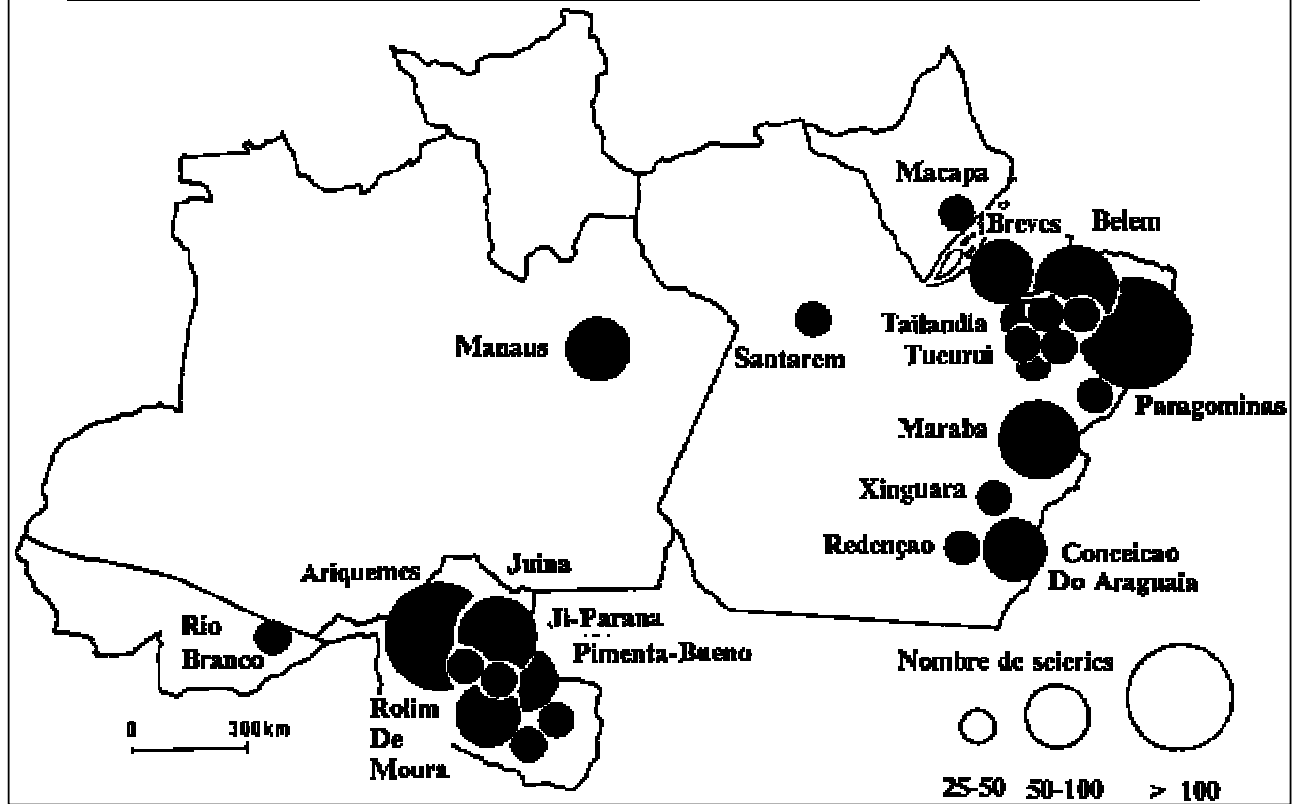 Macapa
Breves
Belem
Tailandia
Tucurui
Manaus
Santarem
Paragominas
Maraba
Xinguara
Redençao
Conceicao
Do Araguaia
Ariquemes
Juina
Ji-Parana
Pimenta-Bueno
Rio
Branco
Rolim
De
Moura
0 300km
Nombre de scieries
25-50 50-100 > 100